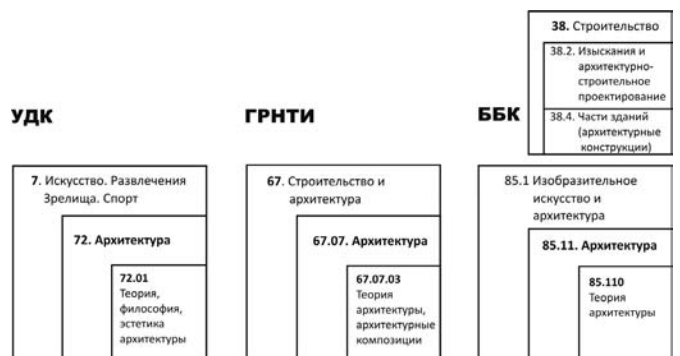 38. Строительство
38.2. Изыскания и
архитектурно-
строительное
проектирование
38.4. Части зданий
(архитектурные
конструкции)
УДК
ГРНТИ
ББК
7. Искусство. Развлечения
Зрелища. Спорт
72. Архитектура
72.01
Теория,
философия,
эстетика
архитектуры
67. Строительство и
архитектура
67.07. Архитектура
67.07.03
Теория
архитектуры,
архитектурные
композиции
85.1 Изобразительное
искусство и
архитектура
85.11. Архитектура
85.110
Теория
архитектуры